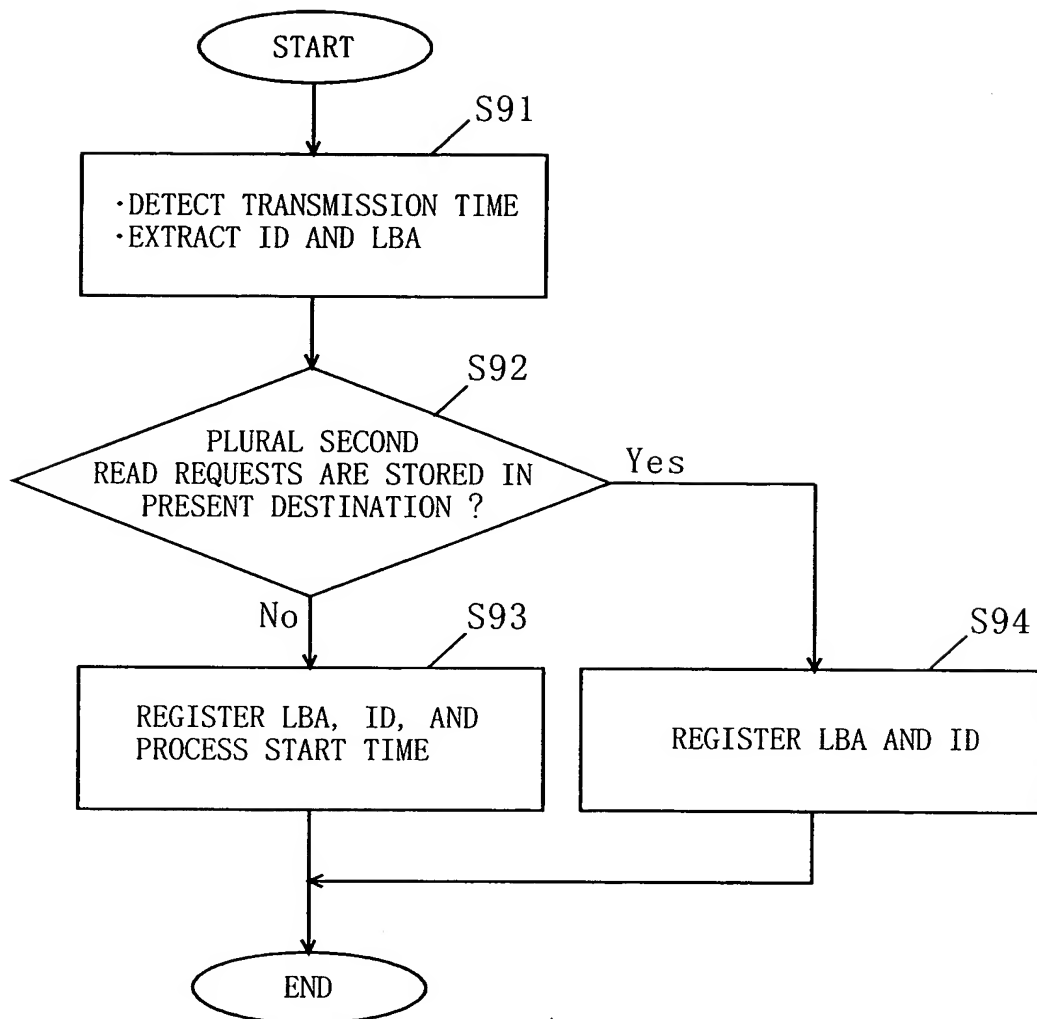 START
S91
·DETECT TRANSMISSION TIME
·EXTRACT ID AND LBA
S92
PLURAL SECOND
READ REQUESTS ARE STORED IN
PRESENT DESTINATION ?
Yes
No
S93
S94
REGISTER LBA, ID, AND
PROCESS START TIME
REGISTER LBA AND ID
END